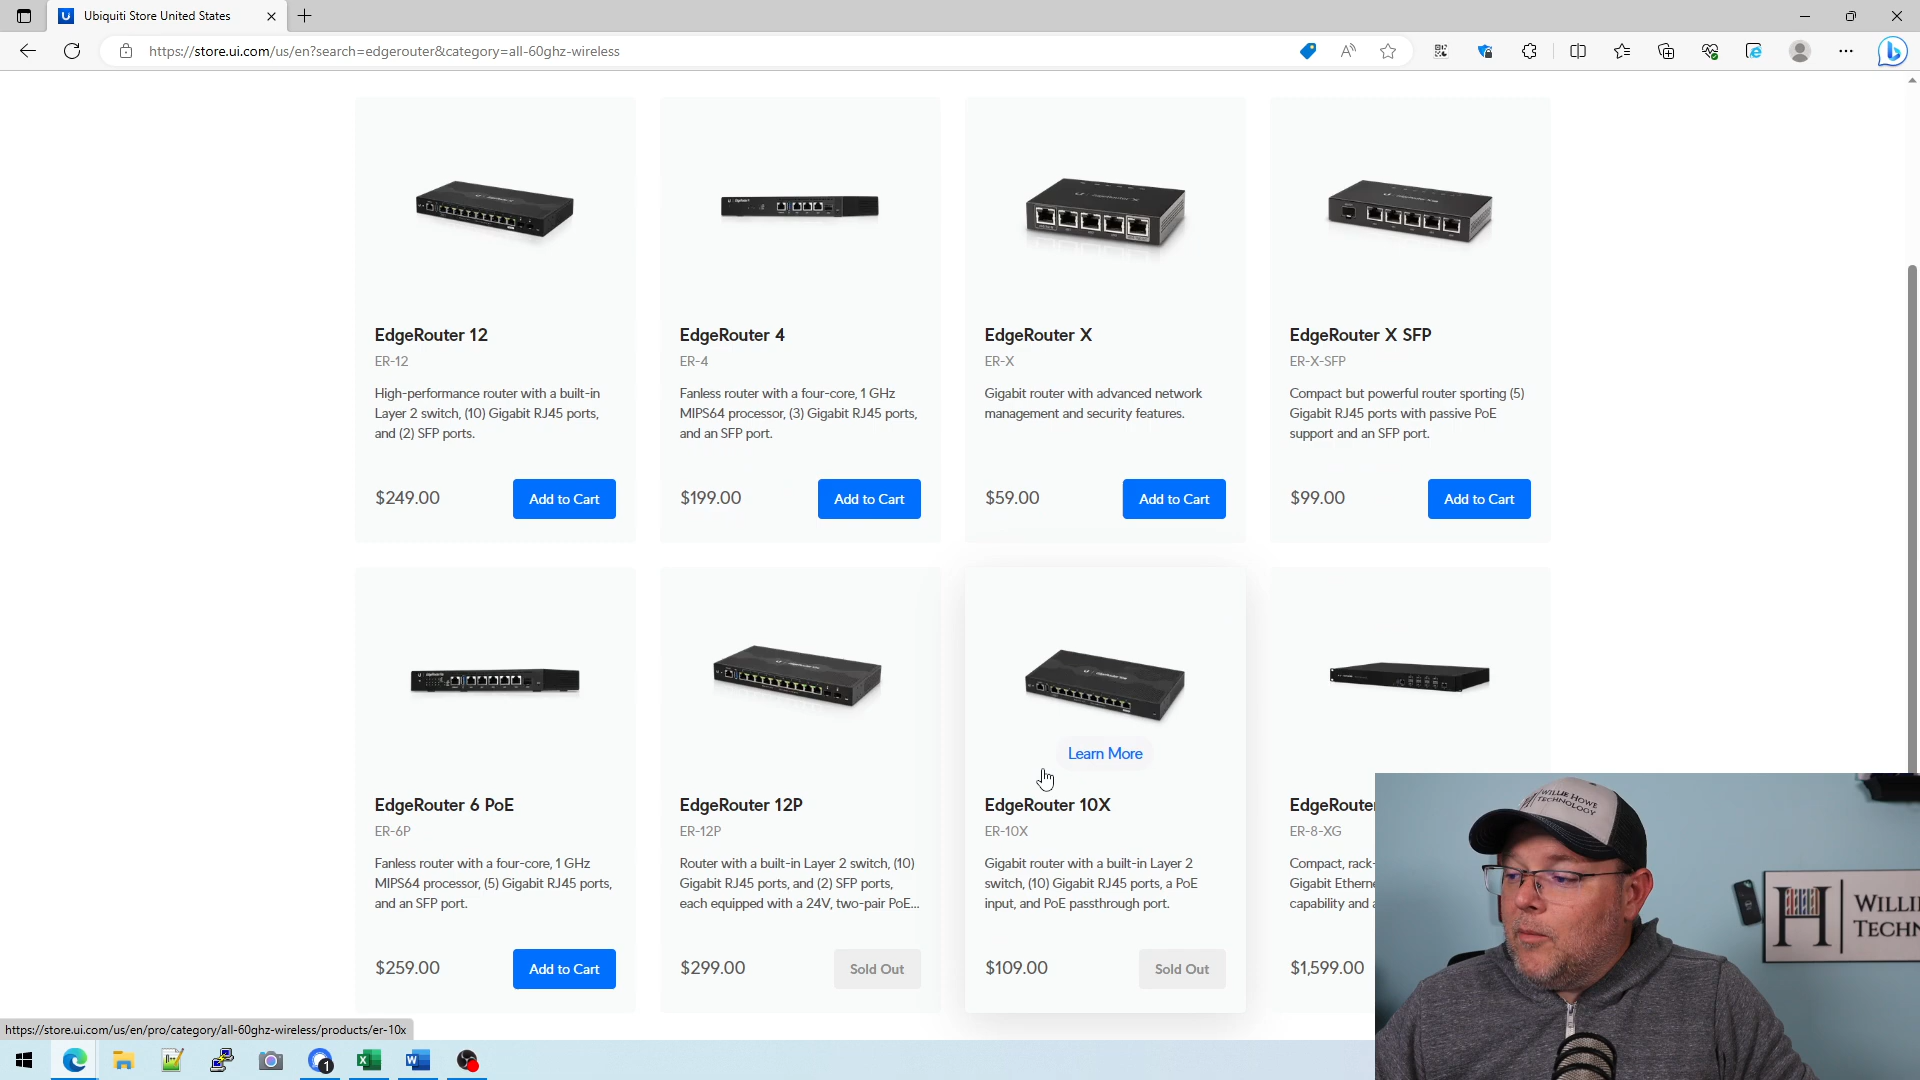 Ubiquiti Store United States
https://store.ui.com/us/en?search=edgerouter&category=all-60ghz-wireless
EdgeRouter 12
ER-12
High-performance router with a built-in
Layer 2 switch, (10) Gigabit RJ45 ports,
and (2) SFP ports.
$249.00
Add to Cart
EdgeRouter 4
ER-4
Fanless router with a four-core, 1 GHz
MIPS64 processor, (3) Gigabit RJ45 ports,
and an SFP port.
$199.00
Add to Cart
EdgeRouter X
ER-X
Gigabit router with advanced network
management and security features.
$59.00
Add to Cart
EdgeRouter X SFP
ER-X-SFP
Compact but powerful router sporting (5)
Gigabit RJ45 ports with passive PoE
support and an SFP port.
$99.00
Add to Cart
EdgeRouter 6 PoE
ER-6P
Fanless router with a four-core, 1 GHz
MIPS64 processor, (5) Gigabit RJ45 ports,
and an SFP port.
$259.00
Add to Cart
EdgeRouter 12P
ER-12P
Router with a built-in Layer 2 switch, (10)
Gigabit RJ45 ports, and (2) SFP ports,
each equipped with a 24V, two-pair PoE...
$299.00
Sold Out
Learn More
EdgeRouter 10X
ER-10X
Gigabit router with a built-in Layer 2
switch, (10) Gigabit RJ45 ports, a PoE
input, and PoE passthrough port.
$109.00
Sold Out
EdgeRoute
ER-8-XG
Compact, rack-
Gigabit Etherne
capability and a
$1,599.00
WILLIE HOWE
TECHNOLOGY
WILLI
TECHN
https://store.ui.com/us/en/pro/category/all-60ghz-wireless/products/er-10x
1